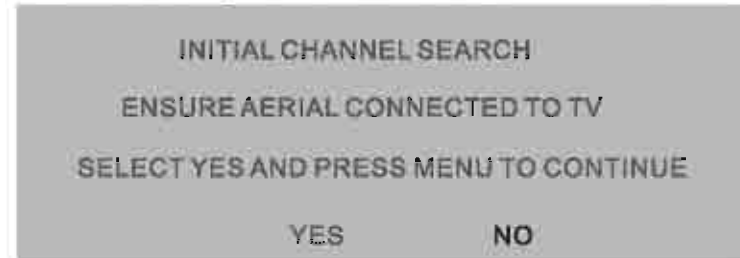 INITIAL CHANNEL SEARCH
ENSURE AERIAL CONNECTED TO TV
SELECT YES AND PRESS MENU TO CONTINUE
YES NO